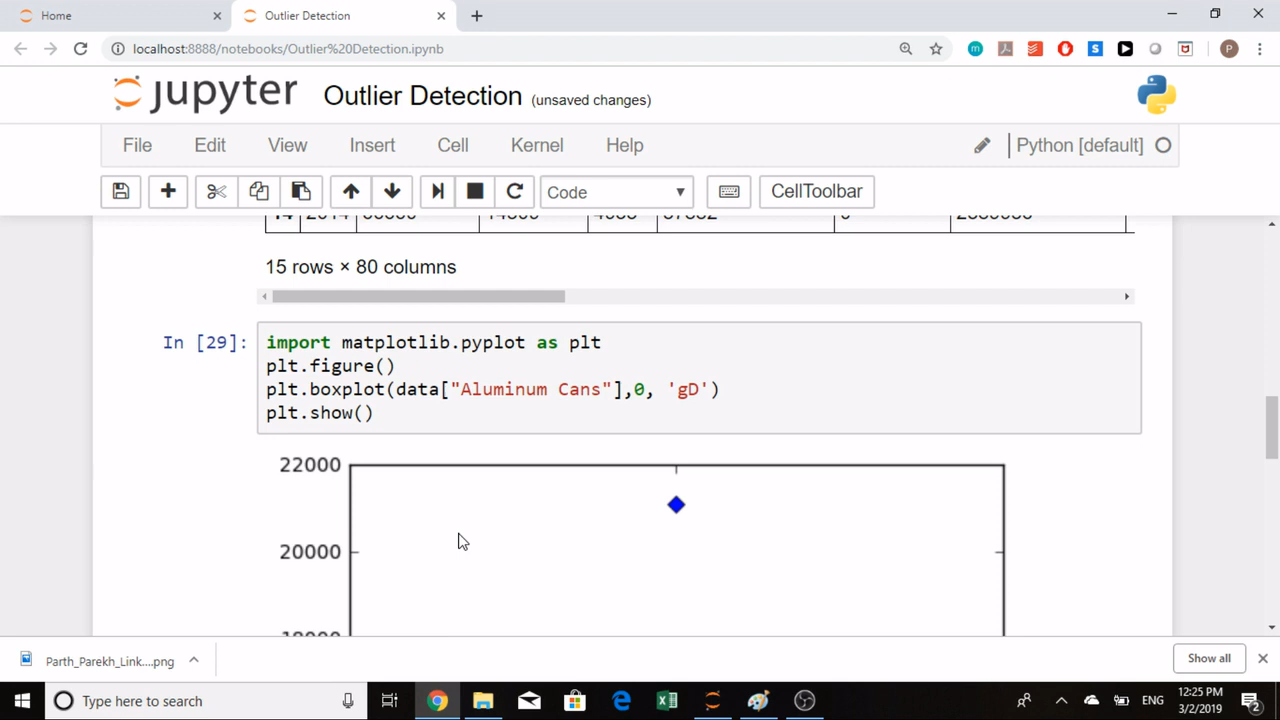 Home
Outlier Detection
localhost:8888/notebooks/Outlier%20Detection.ipynb
P
jupyter Outlier Detection (unsaved changes)
File Edit View Insert Cell Kernel Help Python [default]
Code CellToolbar
15 rows × 80 columns
In [29]: import matplotlib.pyplot as plt
plt.figure()
plt.boxplot(data["Aluminum Cans"],0, 'gD')
plt.show()
22000
20000
18000
Parth_Parekh_Link....png
Show all
Type here to search
ENG
12:25 PM
3/2/2019
2